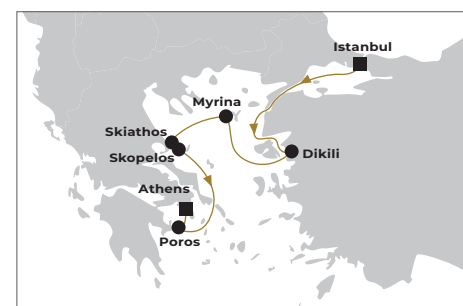 Istanbul
Myrina
Skiathos
Skopelos
Dikili
Athens
Poros